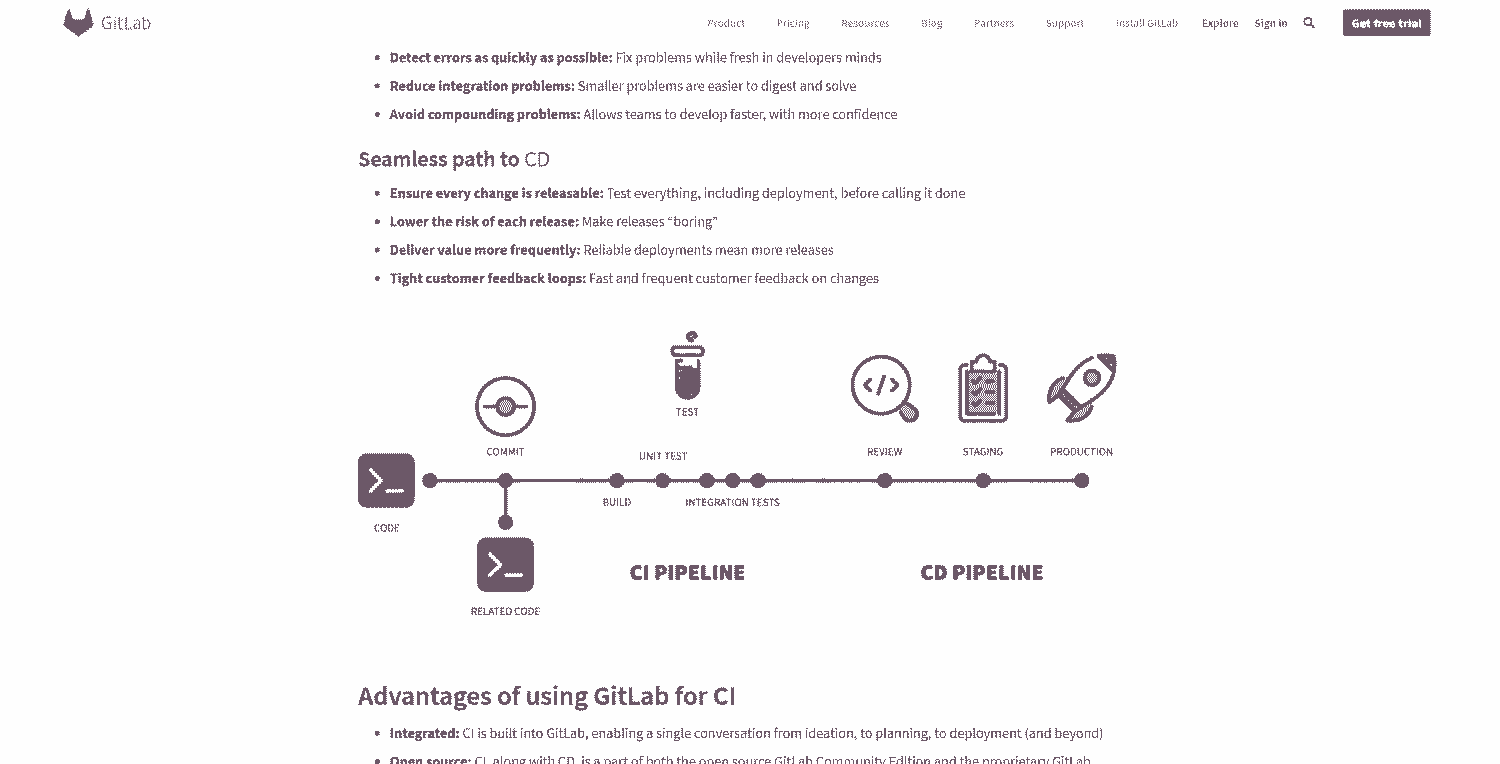 GitLab
Product Pricing Resources Blog Partners Support Install GitLab Explore Sign in Get free trial
• Detect errors as quickly as possible: Fix problems while fresh in developers minds
• Reduce integration problems: Smaller problems are easier to digest and solve
• Avoid compounding problems: Allows teams to develop faster, with more confidence
Seamless path to CD
• Ensure every change is releasable: Test everything, including deployment, before calling it done
• Lower the risk of each release: Make releases “boring”
• Deliver value more frequently: Reliable deployments mean more releases
• Tight customer feedback loops: Fast and frequent customer feedback on changes
TEST
COMMIT
UNIT TEST
REVIEW
STAGING
PRODUCTION
BUILD
INTEGRATION TESTS
CODE
CI PIPELINE
CD PIPELINE
RELATED CODE
Advantages of using GitLab for CI
• Integrated: CI is built into GitLab, enabling a single conversation from ideation, to planning, to deployment (and beyond)
• Open source: CI, along with CD, is a part of both the open source GitLab Community Edition and the proprietary GitLab